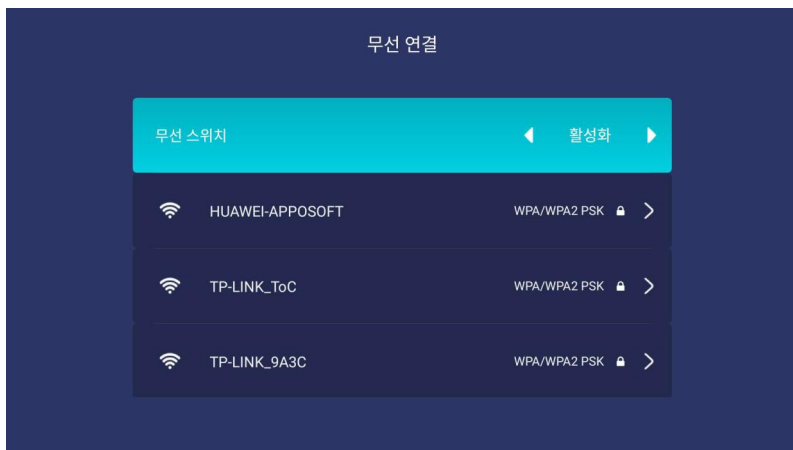 무선 연결
무선 스위치 활성화
HUAWEI-APPOSOFT WPA/WPA2 PSK
TP-LINK_ToC WPA/WPA2 PSK
TP-LINK_9A3C WPA/WPA2 PSK